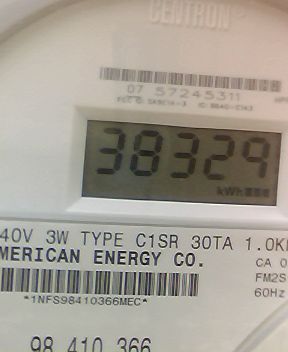 CENTRON®
07 57245311
38329
kWh
40V 3W TYPE C1SR 30TA 1.0K
MERICAN ENERGY CO.
CA 0
FM2S
60Hz
*1NFS98410366MEC*
98 410 366